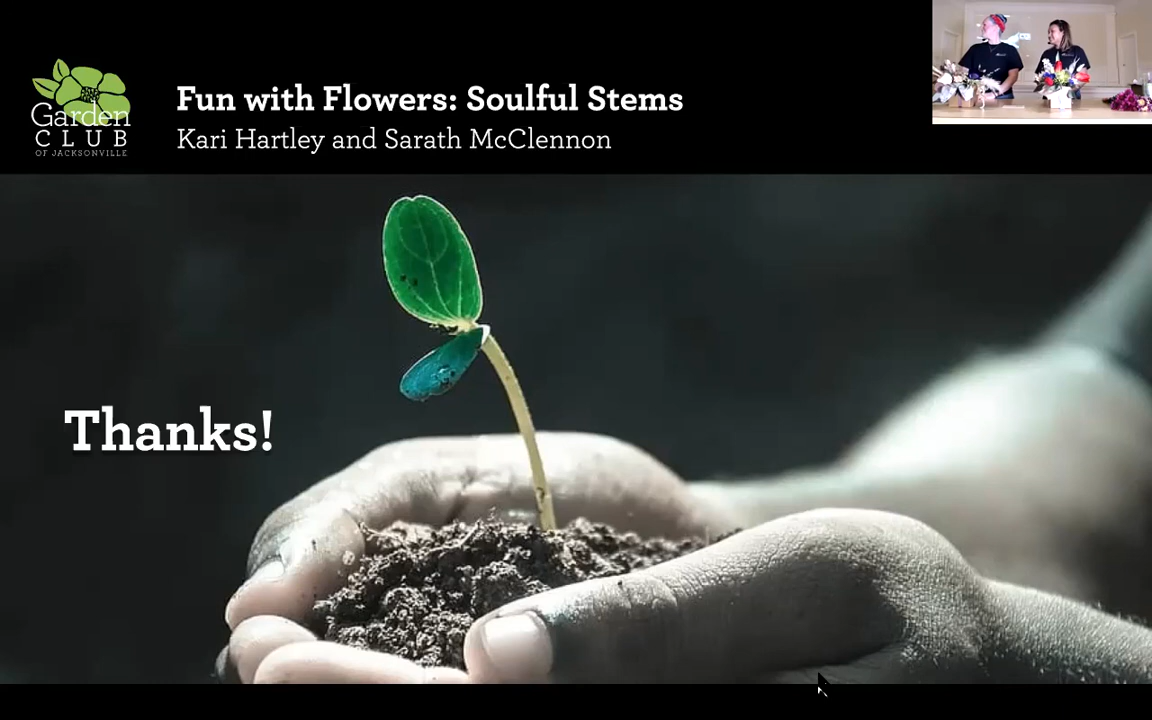 Garden
CLUB
OF JACKSONVILLE
Fun with Flowers: Soulful Stems
Kari Hartley and Sarath McClennon
Thanks!